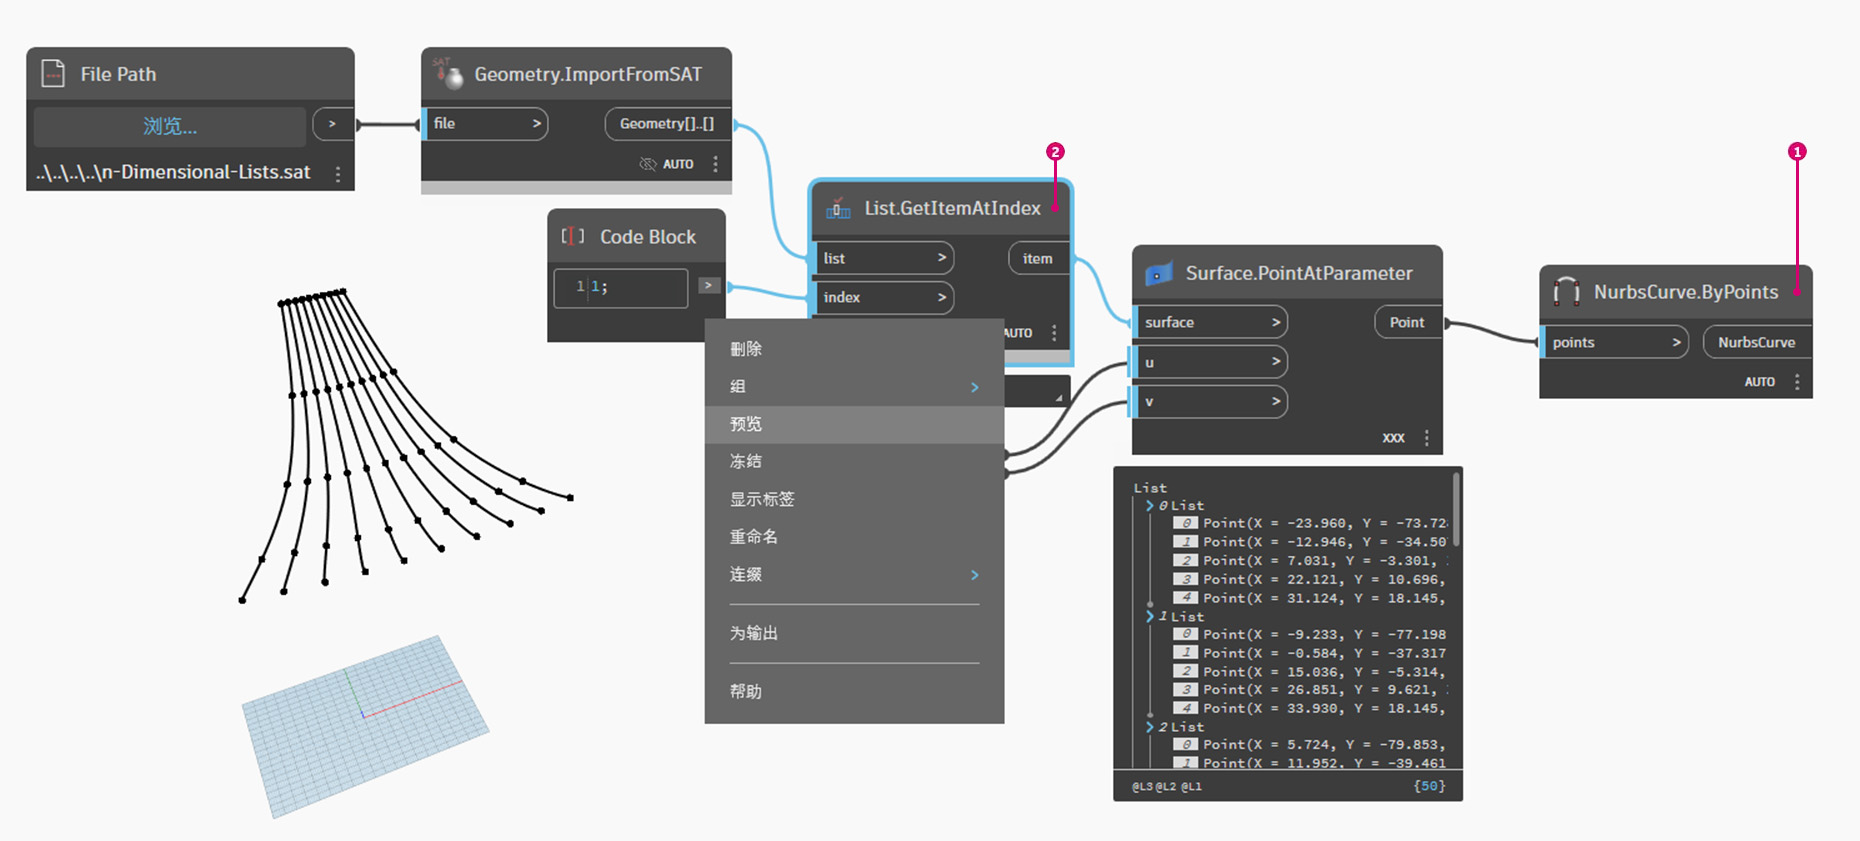 File Path
浏览...
>
..\..\..\..\n-Dimensional-Lists.sat
SAT
Geometry.ImportFromSAT
file >
Geometry[]..[]
AUTO
Code Block
1 1;
>
2
List.GetItemAtIndex
list >
item
index >
AUTO
删除
组 >
预览
冻结
显示标签
重命名
连缀 >
为输出
帮助
Surface.PointAtParameter
surface >
Point
u >
v >
XXX
1
NurbsCurve.ByPoints
points >
NurbsCurve
AUTO
List
0 List
0 Point(X = -23.960, Y = -73.72
1 Point(X = -12.946, Y = -34.50
2 Point(X = 7.031, Y = -3.301,
3 Point(X = 22.121, Y = 10.696,
4 Point(X = 31.124, Y = 18.145,
1 List
0 Point(X = -9.233, Y = -77.198
1 Point(X = -0.584, Y = -37.317
2 Point(X = 15.036, Y = -5.314,
3 Point(X = 26.851, Y = 9.621,
4 Point(X = 33.930, Y = 18.145,
2 List
0 Point(X = 5.724, Y = -79.853,
1 Point(X = 11.952, Y = -39.461
@L3 @L2 @L1
{50}